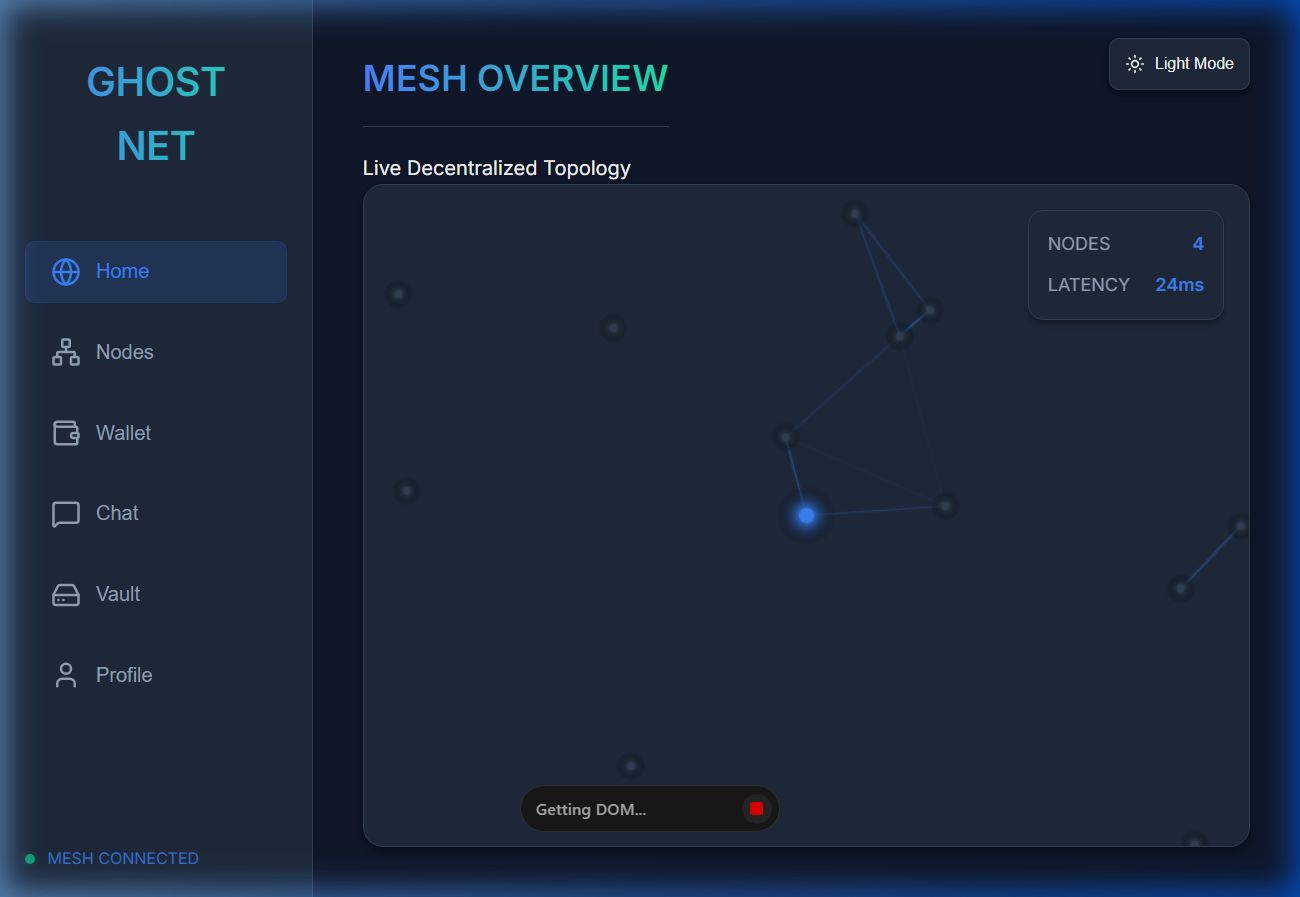 GHOST
NET
Home
Nodes
Wallet
Chat
Vault
Profile
MESH CONNECTED
MESH OVERVIEW
Light Mode
Live Decentralized Topology
NODES 4
LATENCY 24ms
Getting DOM...